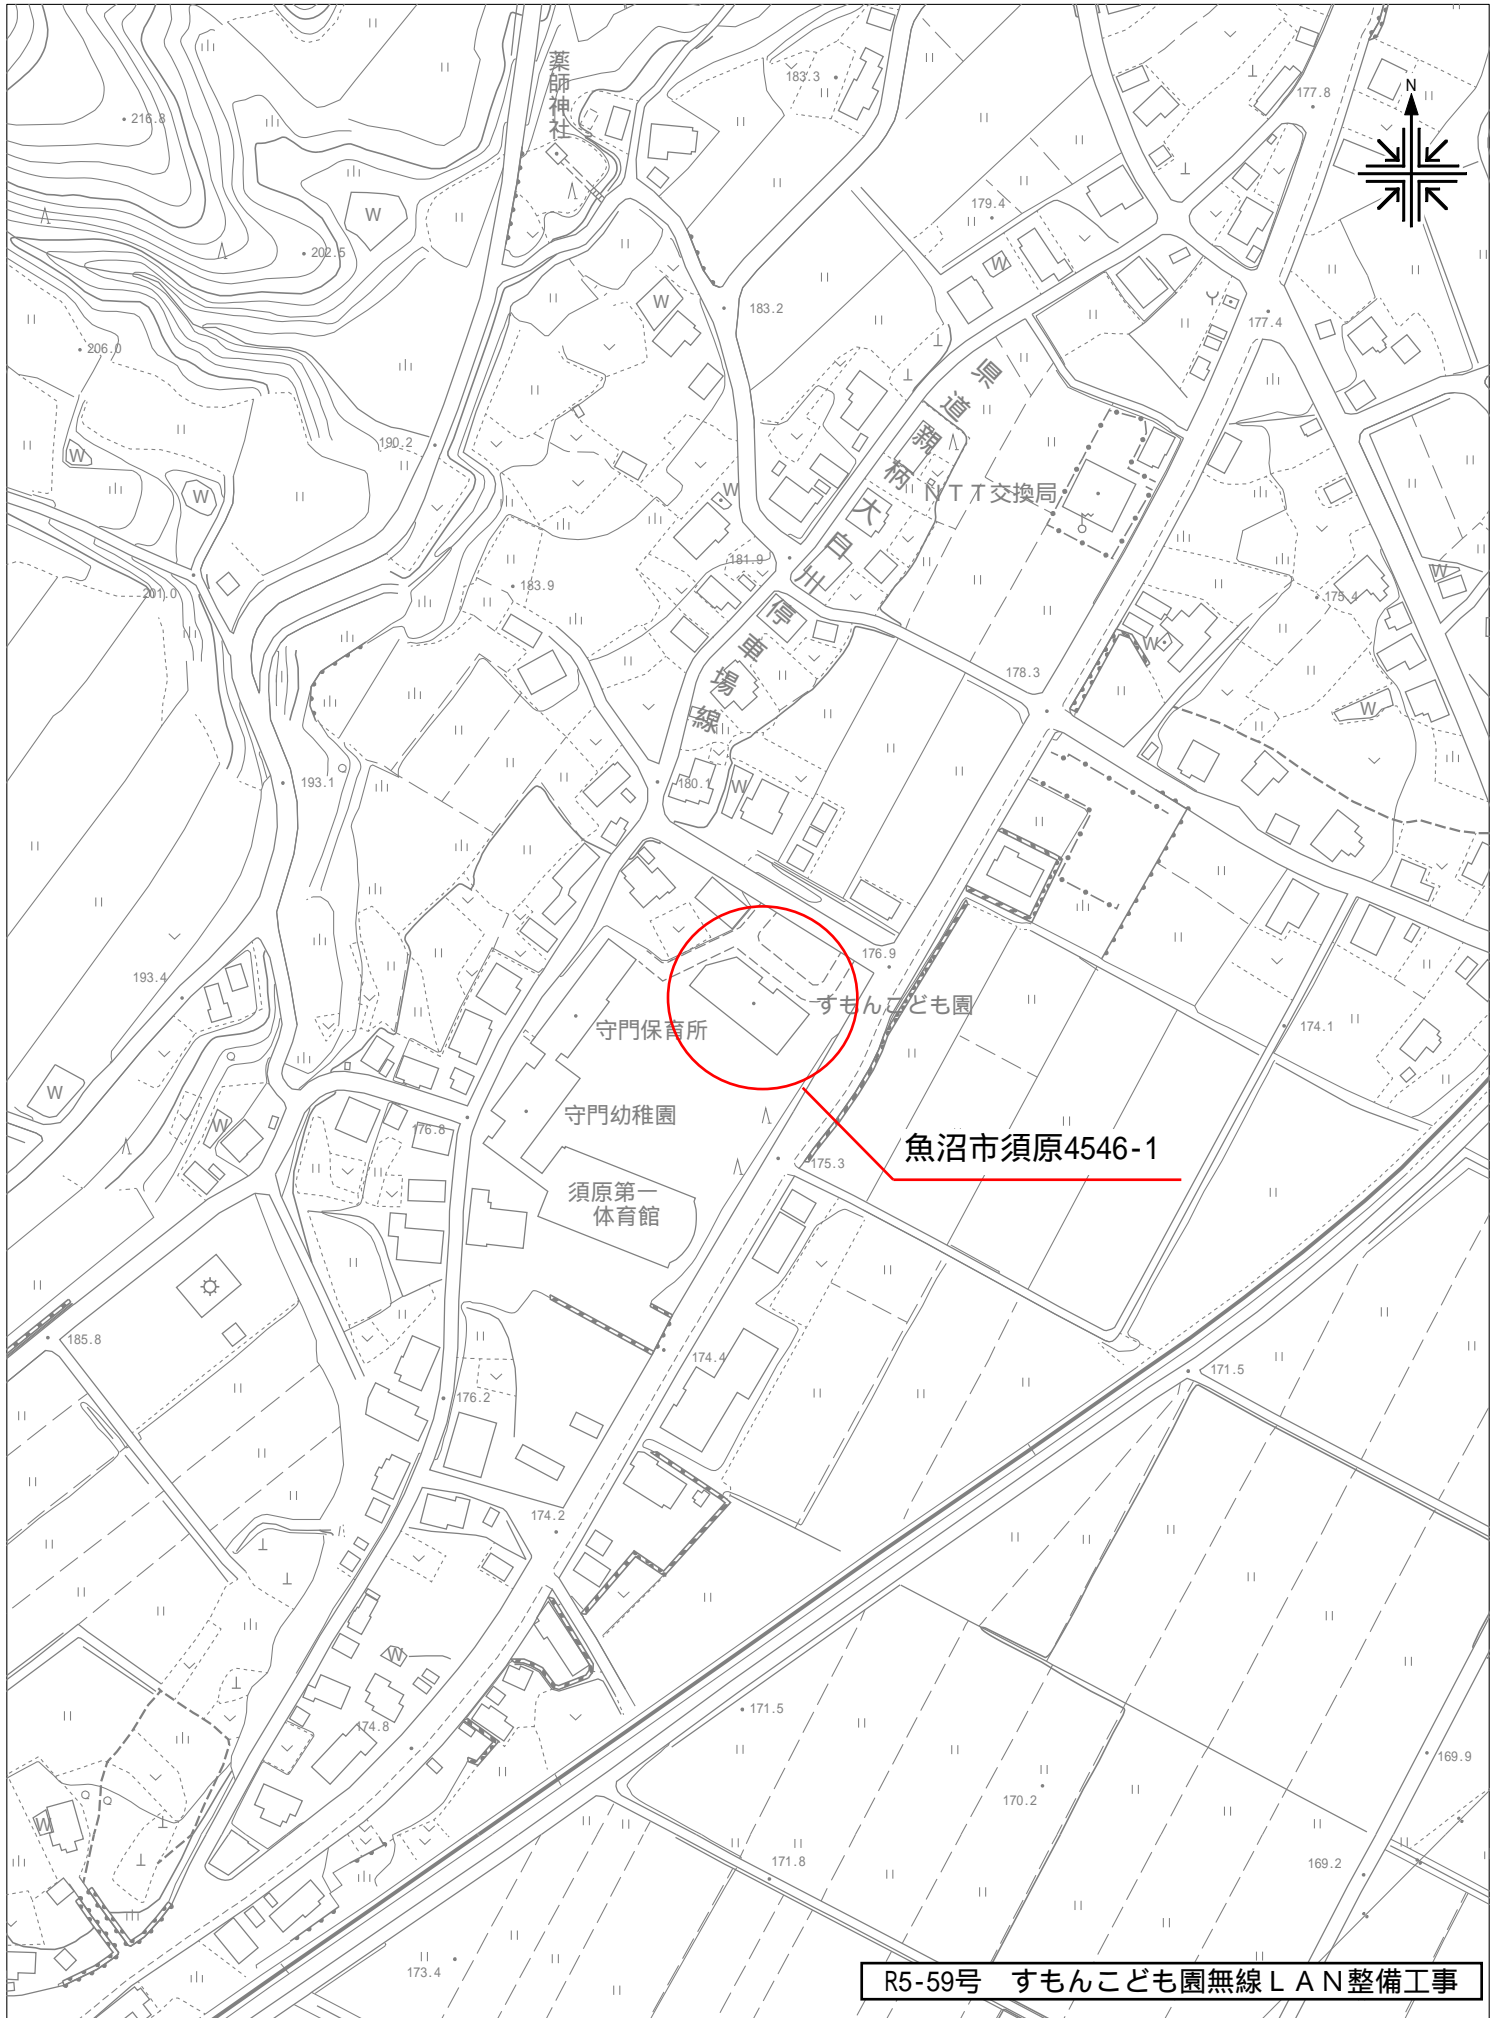 薬師神社
183.3
N
177.8
216.8
W
179.4
202.5
W
W
183.2
177.4
206.0
県道親柄大白川停車場線
190.2
W
W
W
NTT交換局
181.9
183.9
W
175.4
201.0
W
178.3
W
193.1
180.1
W
193.4
176.9
すもんこども園
守門保育所
174.1
W
守門幼稚園
W
176.8
魚沼市須原4546-1
175.3
須原第一
体育館
185.8
174.4
171.5
176.2
174.2
W
171.5
174.8
169.9
170.2
W
171.8
169.2
173.4
R5-59号 すもんこども園無線LAN整備工事